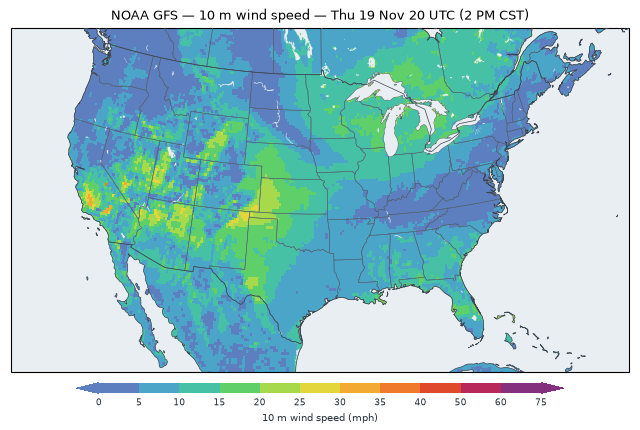 NOAA GFS — 10 m wind speed — Thu 19 Nov 20 UTC (2 PM CST)
0 5 10 15 20 25 30 35 40 50 60 75
10 m wind speed (mph)